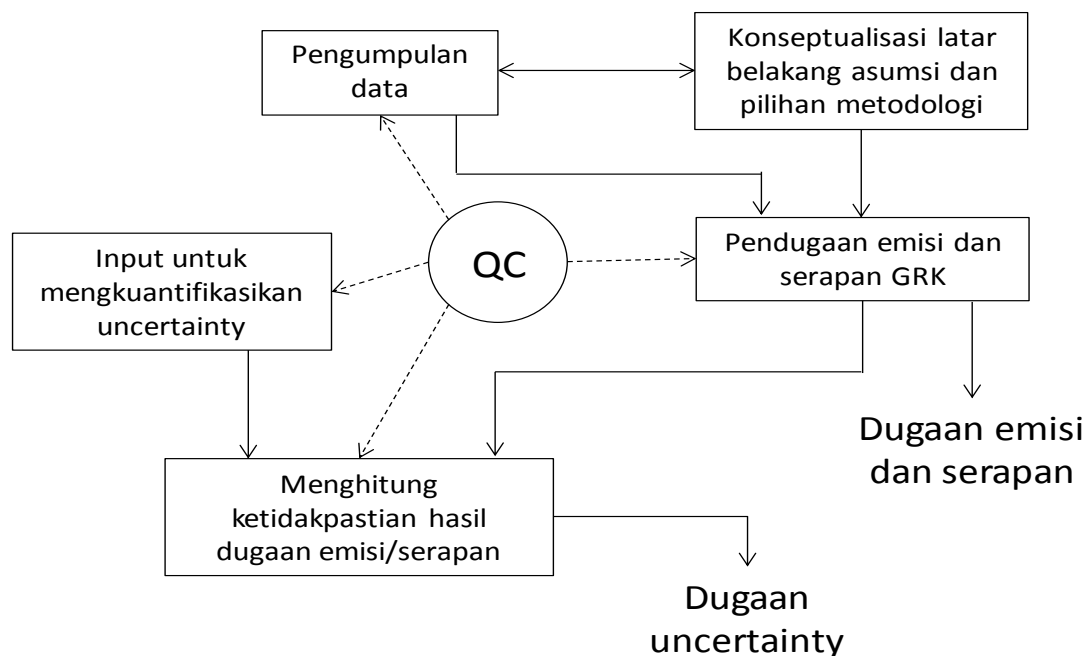 Pengumpulan
data
Konseptualisasi latar
belakang asumsi dan
pilihan metodologi
QC
Pendugaan emisi dan
serapan GRK
Input untuk
mengkuantifikasikan
uncertainty
Dugaan emisi
dan serapan
Menghitung
ketidakpastian hasil
dugaan emisi/serapan
Dugaan
uncertainty